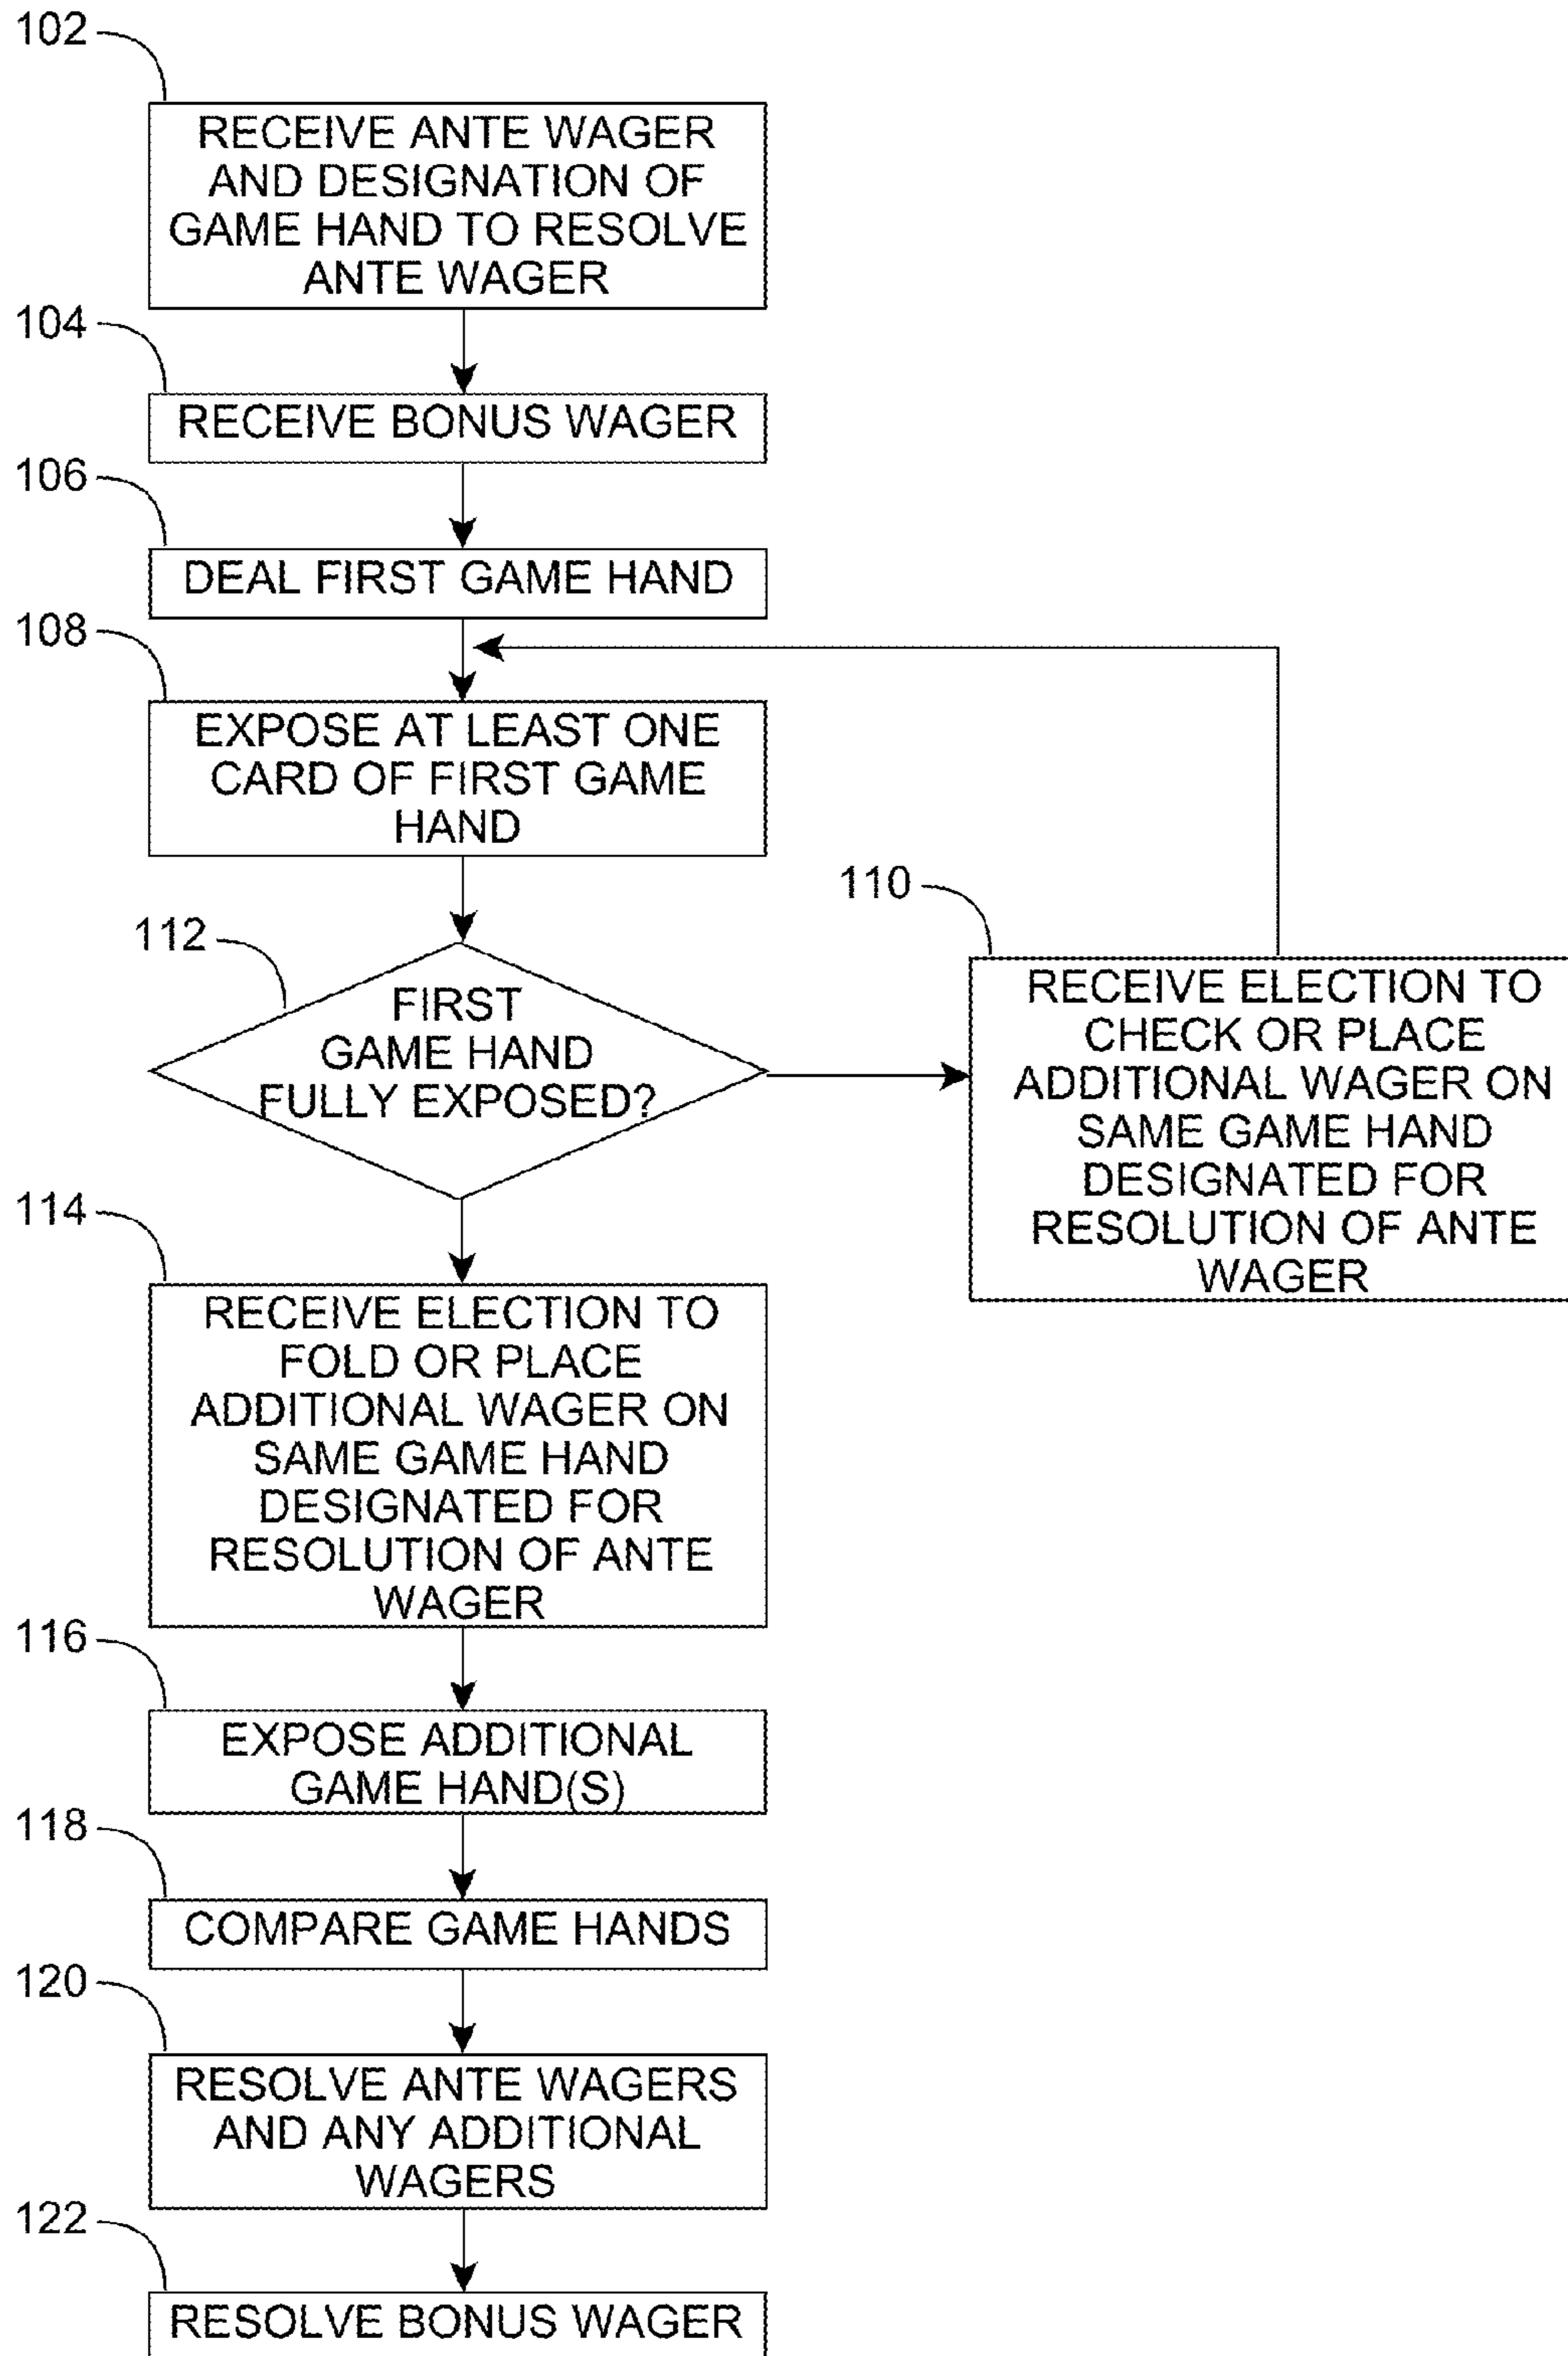 102
RECEIVE ANTE WAGER
AND DESIGNATION OF
GAME HAND TO RESOLVE
ANTE WAGER
104
RECEIVE BONUS WAGER
106
DEAL FIRST GAME HAND
108
EXPOSE AT LEAST ONE
CARD OF FIRST GAME
HAND
112
FIRST
GAME HAND
FULLY EXPOSED?
110
RECEIVE ELECTION TO
CHECK OR PLACE
ADDITIONAL WAGER ON
SAME GAME HAND
DESIGNATED FOR
RESOLUTION OF ANTE
WAGER
114
RECEIVE ELECTION TO
FOLD OR PLACE
ADDITIONAL WAGER ON
SAME GAME HAND
DESIGNATED FOR
RESOLUTION OF ANTE
WAGER
116
EXPOSE ADDITIONAL
GAME HAND(S)
118
COMPARE GAME HANDS
120
RESOLVE ANTE WAGERS
AND ANY ADDITIONAL
WAGERS
122
RESOLVE BONUS WAGER